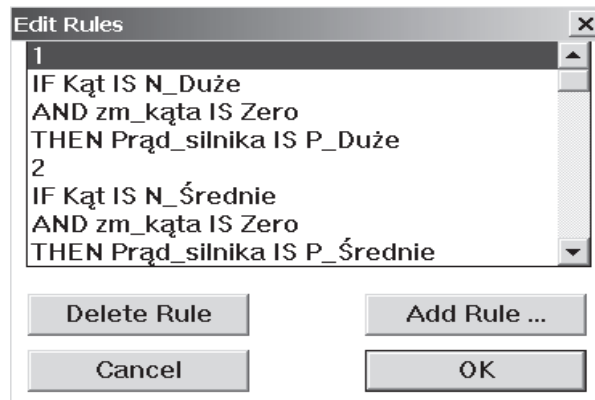 Edit Rules
1
IF Kąt IS N_Duże
AND zm_kąta IS Zero
THEN Prąd_silnika IS P_Duże
2
IF Kąt IS N_Średnie
AND zm_kąta IS Zero
THEN Prąd_silnika IS P_Średnie
Delete Rule
Add Rule ...
Cancel
OK